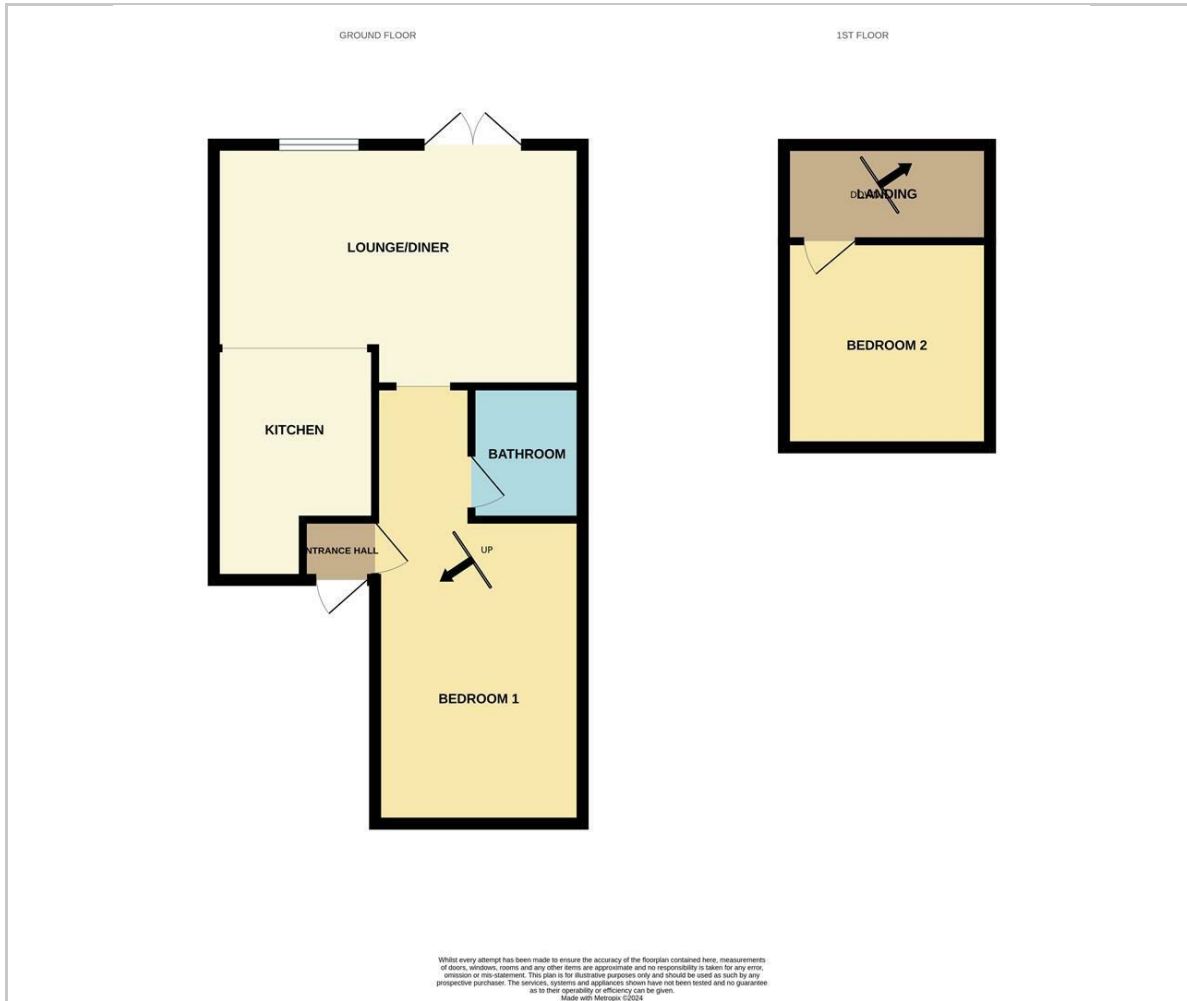 GROUND FLOOR
1ST FLOOR
LOUNGE/DINER
KITCHEN
BATHROOM
NTRANCE HALL
UP
BEDROOM 1
DOWN
LANDING
BEDROOM 2
Whilst every attempt has been made to ensure the accuracy of the floorplan contained here, measurements
of doors, windows, rooms and any other items are approximate and no responsibility is taken for any error,
omission or mis-statement. This plan is for illustrative purposes only and should be used as such by any
prospective purchaser. The services, systems and appliances shown have not been tested and no guarantee
as to their operability or efficiency can be given.
Made with Metropix ©2024